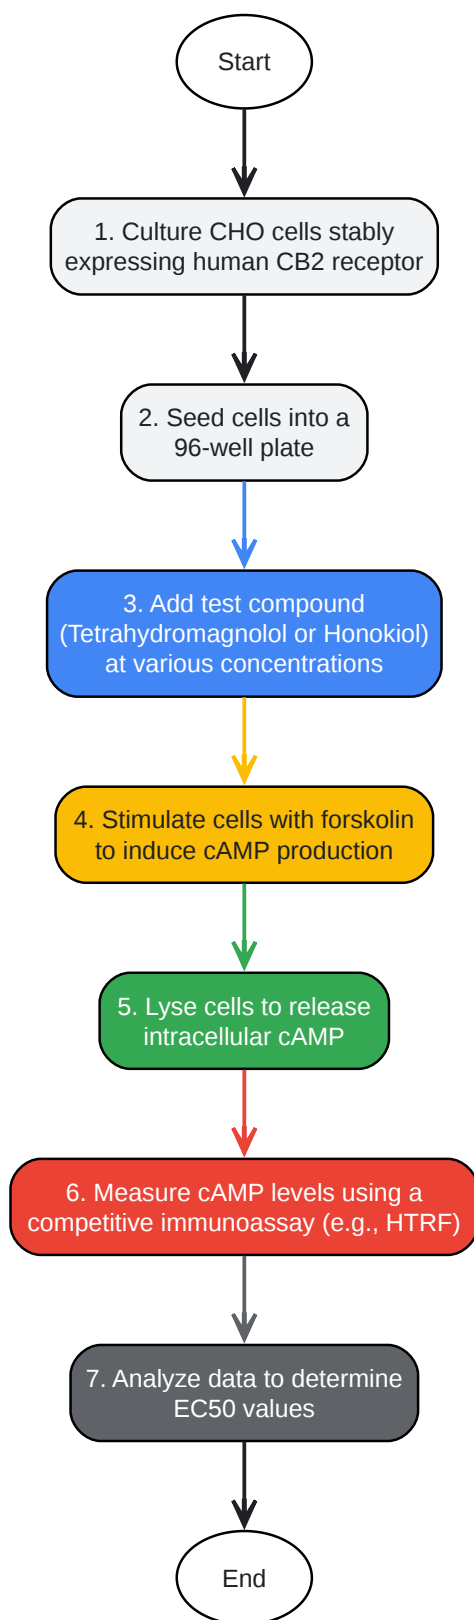 Start
1. Culture CHO cells stably
expressing human CB2 receptor
2. Seed cells into a
96-well plate
3. Add test compound
(Tetrahydromagnolol or Honokiol)
at various concentrations
4. Stimulate cells with forskolin
to induce cAMP production
5. Lyse cells to release
intracellular cAMP
6. Measure cAMP levels using a
competitive immunoassay (e.g., HTRF)
7. Analyze data to determine
EC50 values
End